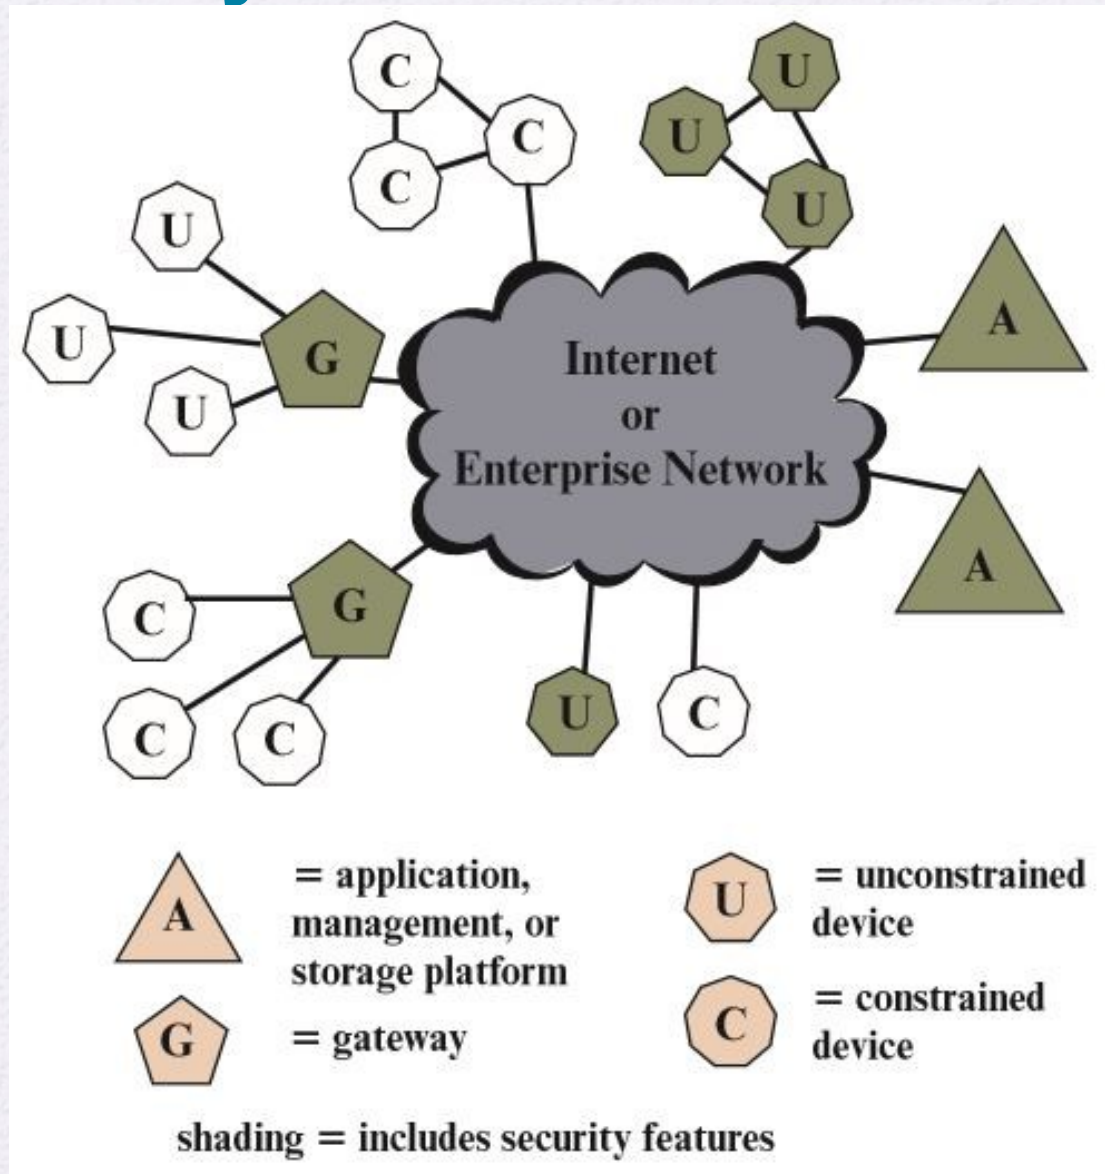 C
U
C
U
C
U
U
A
U
G
U
Internet
or
Enterprise Network
A
G
C
U
C
C
C
A
= application,
management, or
storage platform
U
= unconstrained
device
G
= gateway
C
= constrained
device
shading = includes security features